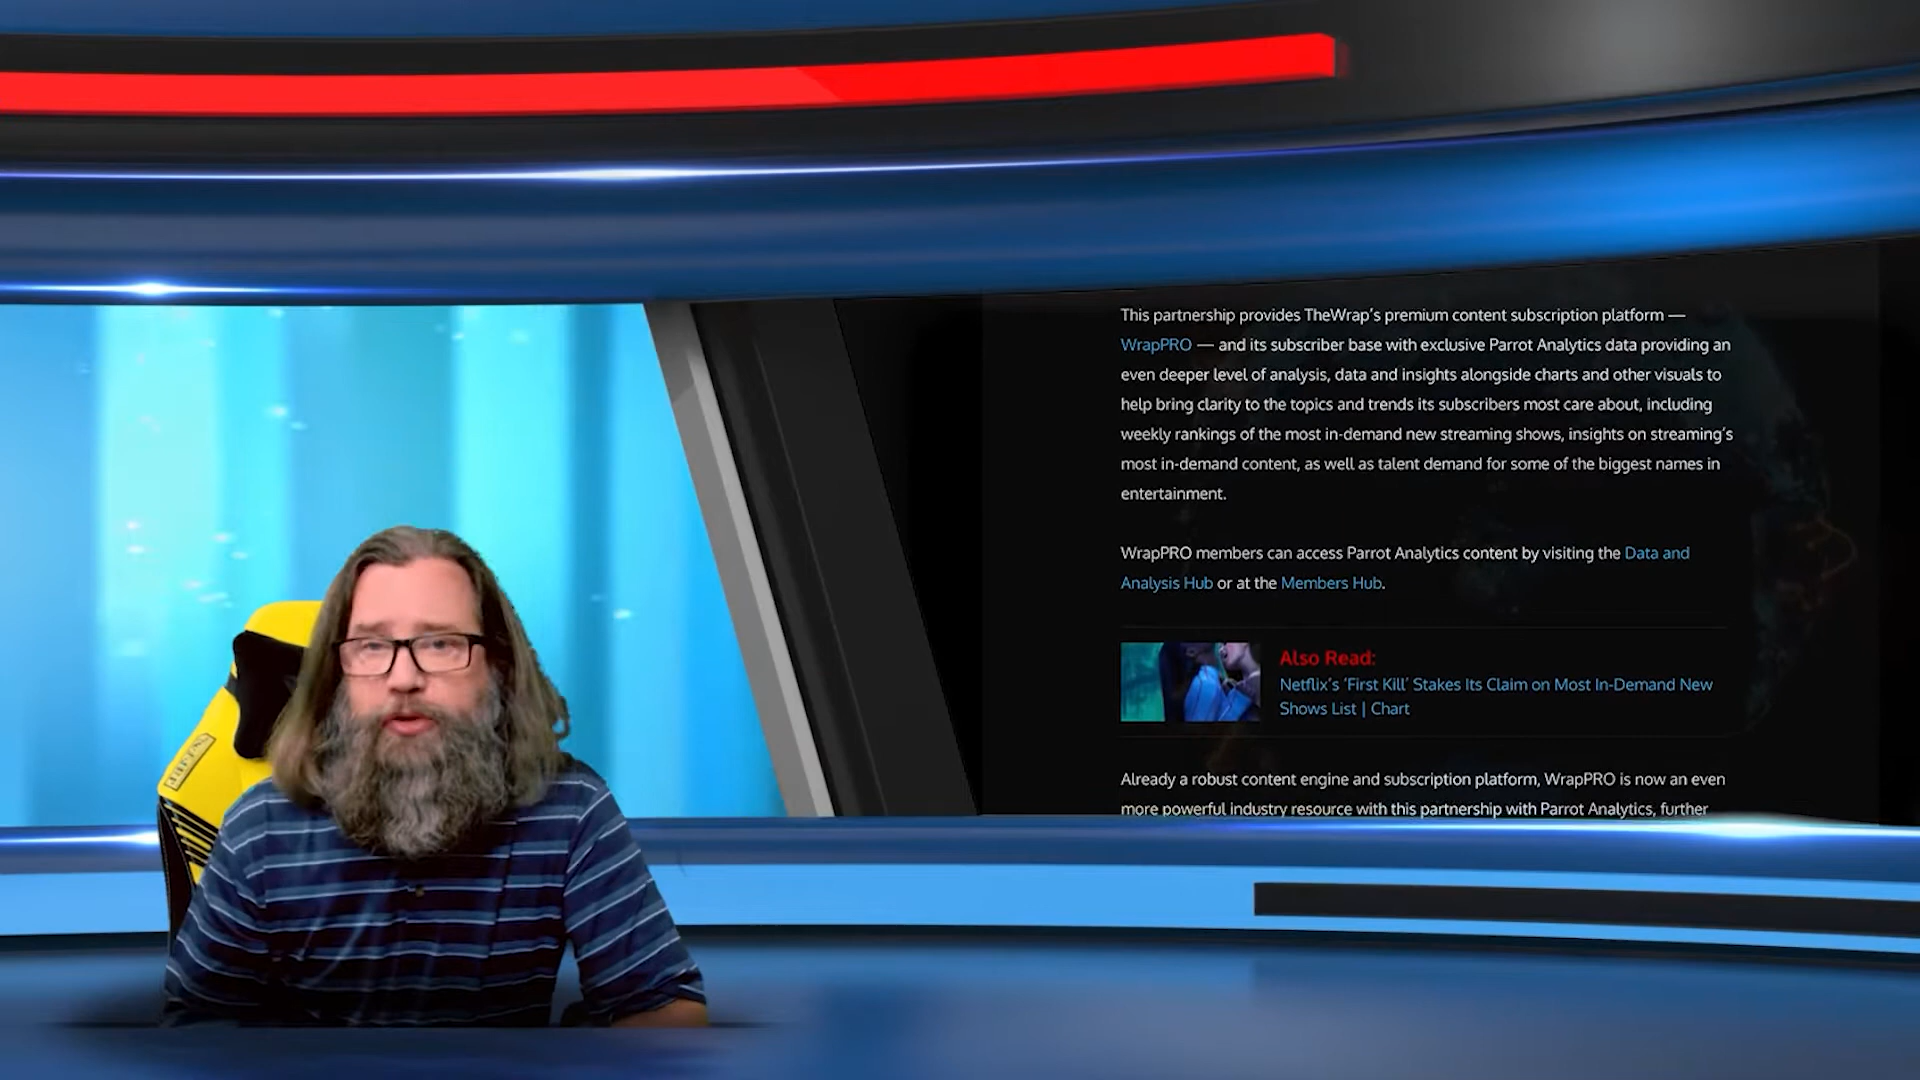 This partnership provides TheWrap's premium content subscription platform —
WrapPRO — and its subscriber base with exclusive Parrot Analytics data providing an
even deeper level of analysis, data and insights alongside charts and other visuals to
help bring clarity to the topics and trends its subscribers most care about, including
weekly rankings of the most in-demand new streaming shows, insights on streaming's
most in-demand content, as well as talent demand for some of the biggest names in
entertainment.
WrapPRO members can access Parrot Analytics content by visiting the Data and
Analysis Hub or at the Members Hub.
Also Read:
Netflix's 'First Kill' Stakes Its Claim on Most In-Demand New
Shows List | Chart
Already a robust content engine and subscription platform, WrapPRO is now an even
more powerful industry resource with this partnership with Parrot Analytics, further